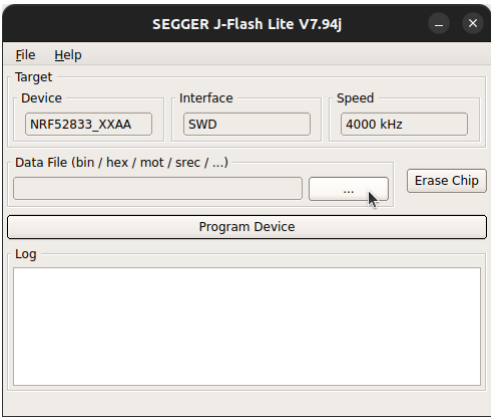 SEGGER J-Flash Lite V7.94j
File Help
Target
Device Interface Speed
NRF52833_XXAA SWD 4000 kHz
Data File (bin / hex / mot / srec / ...)
... Erase Chip
Program Device
Log